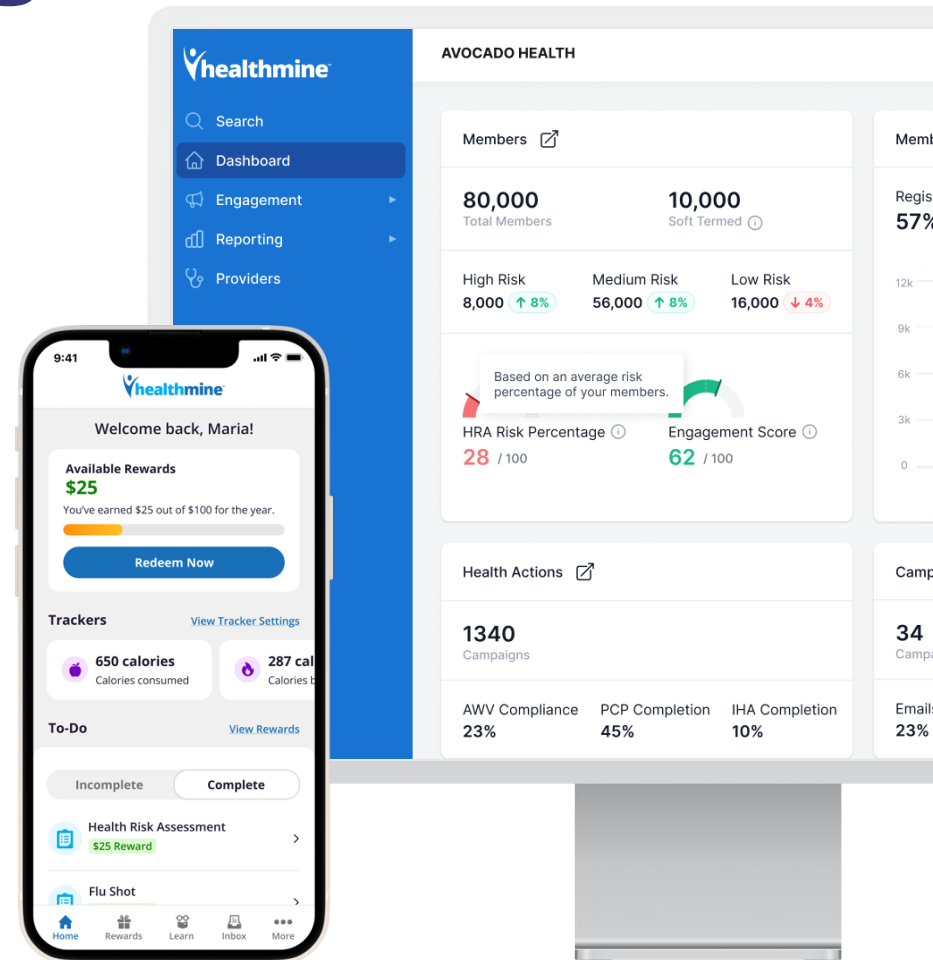 healthmine
AVOCADO HEALTH
Search
Dashboard
Engagement
Reporting
Providers
Members
80,000
Total Members
10,000
Soft Termed
High Risk
8,000 ↑ 8%
Medium Risk
56,000 ↑ 8%
Low Risk
16,000 ↓ 4%
Based on an average risk
percentage of your members.
HRA Risk Percentage
28 / 100
Engagement Score
62 / 100
Memb
Regis
57%
12k
9k
6k
3k
0
Health Actions
1340
Campaigns
AWV Compliance
23%
PCP Completion
45%
IHA Completion
10%
Camp
34
Campa
Emails
23%
9:41
healthmine
Welcome back, Maria!
Available Rewards
$25
You've earned $25 out of $100 for the year.
Redeem Now
Trackers
View Tracker Settings
650 calories
Calories consumed
287 cal
Calories b
To-Do
View Rewards
Incomplete
Complete
Health Risk Assessment
$25 Reward
Flu Shot
Home
Rewards
Learn
Inbox
More